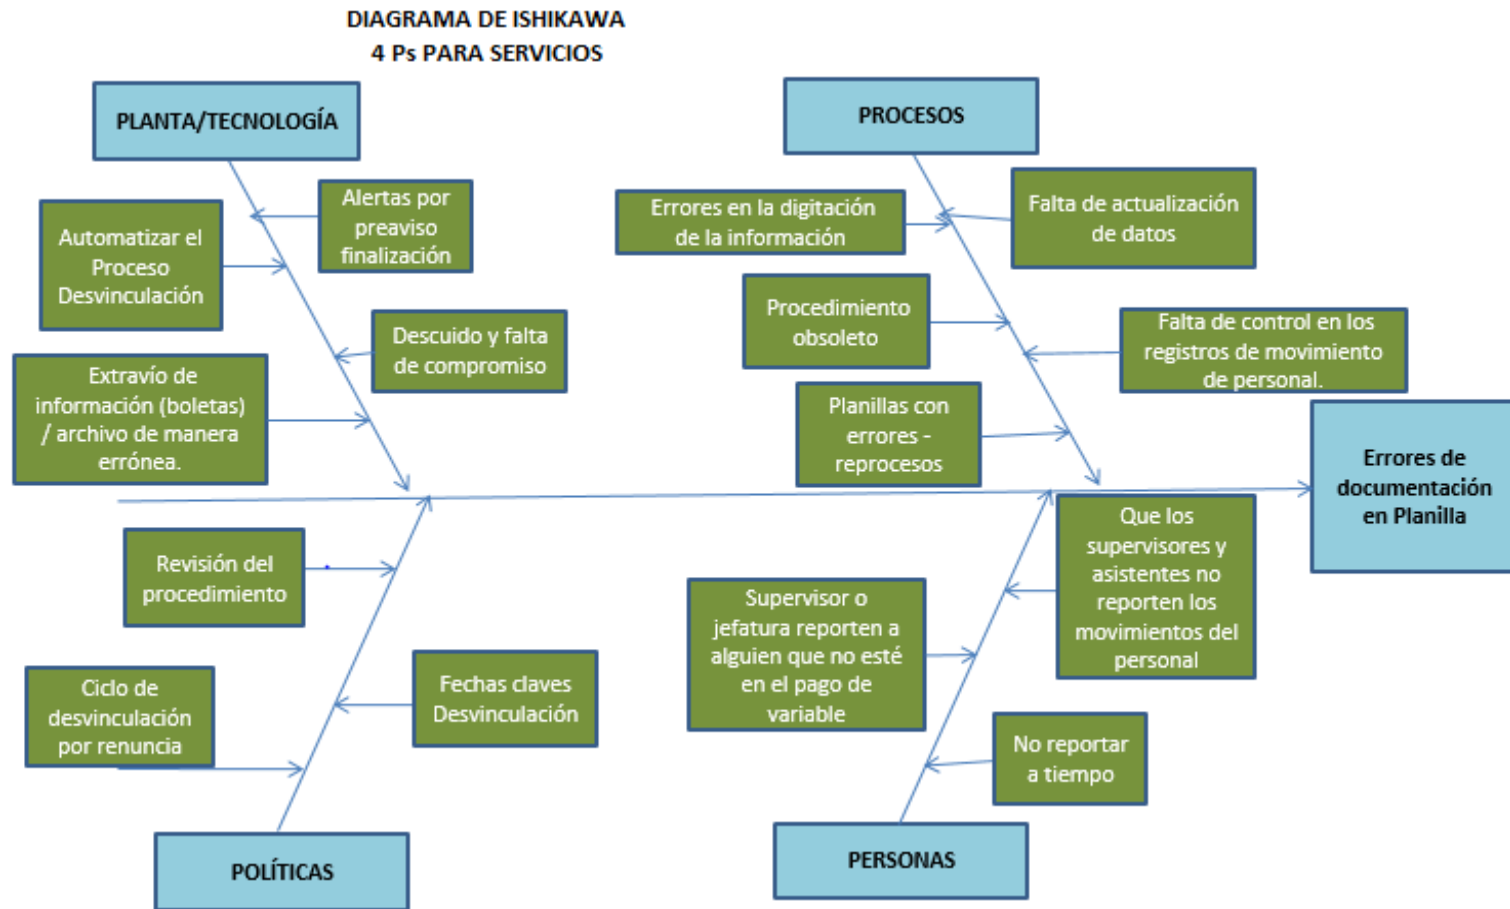 DIAGRAMA DE ISHIKAWA
4 Ps PARA SERVICIOS
PLANTA/TECNOLOGÍA
Alertas por
preaviso
finalización
Automatizar el
Proceso
Desvinculación
Descuido y falta
de compromiso
Extravío de
información (boletas)
/ archivo de manera
errónea.
PROCESOS
Errores en la digitación
de la información
Falta de actualización
de datos
Procedimiento
obsoleto
Falta de control en los
registros de movimiento
de personal.
Planillas con
errores -
reprocesos
Errores de
documentación
en Planilla
Revisión del
procedimiento
Ciclo de
desvinculación
por renuncia
Fechas claves
Desvinculación
POLÍTICAS
Que los
supervisores y
asistentes no
reporten los
movimientos del
personal
Supervisor o
jefatura reporten a
alguien que no esté
en el pago de
variable
No reportar
a tiempo
PERSONAS